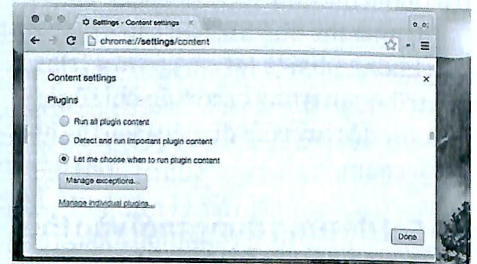 Settings - Content settings
chrome://settings/content
Content settings
Plugins
Run all plugin content
Detect and run important plugin content
Let me choose when to run plugin content
Manage exceptions...
Manage individual plugins...
Done